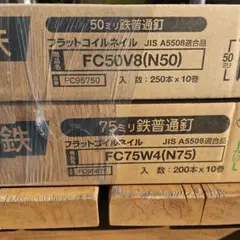 鉄
50ミリ鉄普通釘
フラットコイルネイル JIS A5508適合品
FC50V8(N50)
FC95750 入 数：250本×10巻
50
L
鉄
75ミリ鉄普通釘
フラットコイルネイル JIS A5508適合品
FC75W4(N75)
入 数：200本×10巻